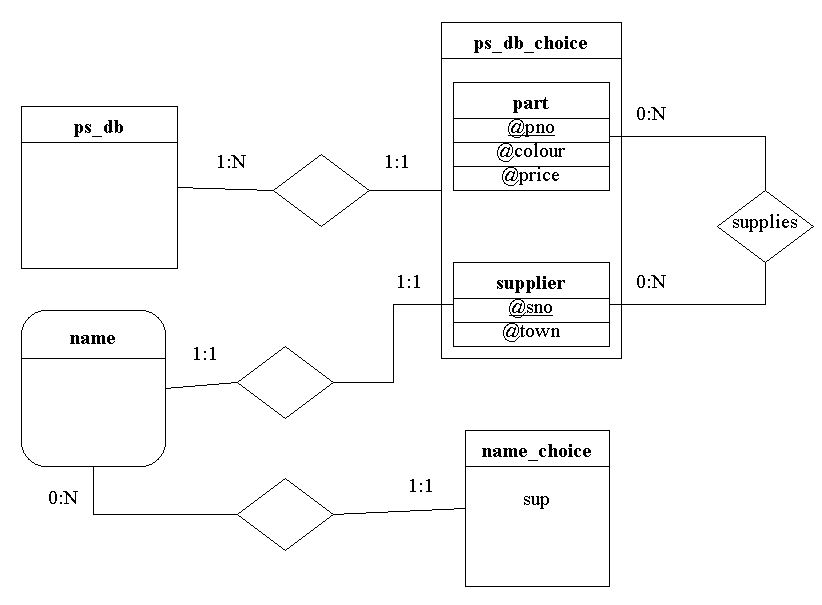 ps_db_choice
part
@pno
@colour
@price
0:N
ps_db
1:N
1:1
supplies
supplier
@sno
@town
1:1
0:N
name
1:1
name_choice
sup
0:N
1:1